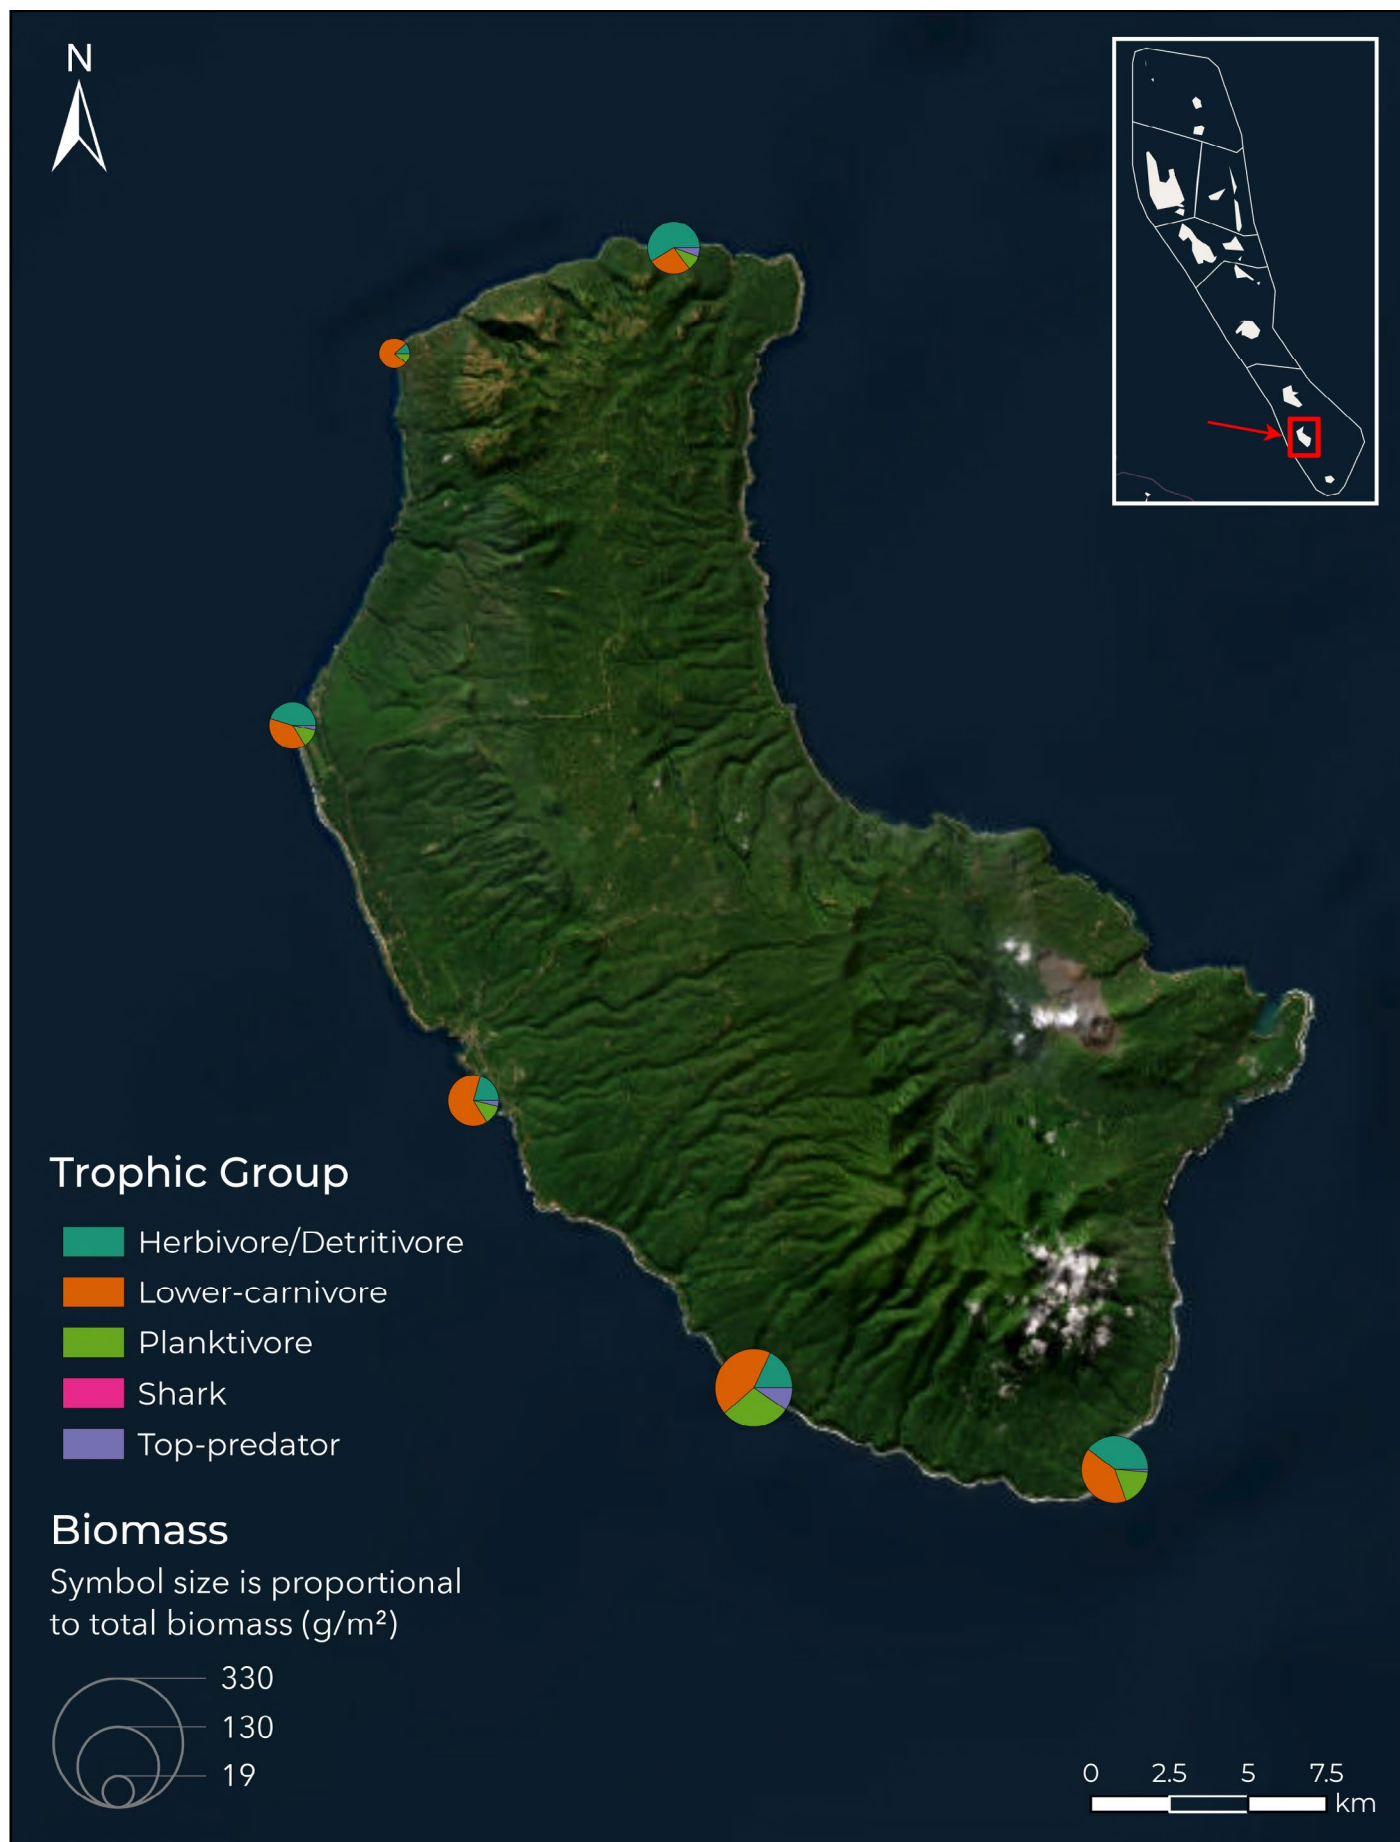 N
Trophic Group
Herbivore/Detritivore
Lower-carnivore
Planktivore
Shark
Top-predator
Biomass
Symbol size is proportional
to total biomass (g/m²)
330
130
19
0 2.5 5 7.5
km